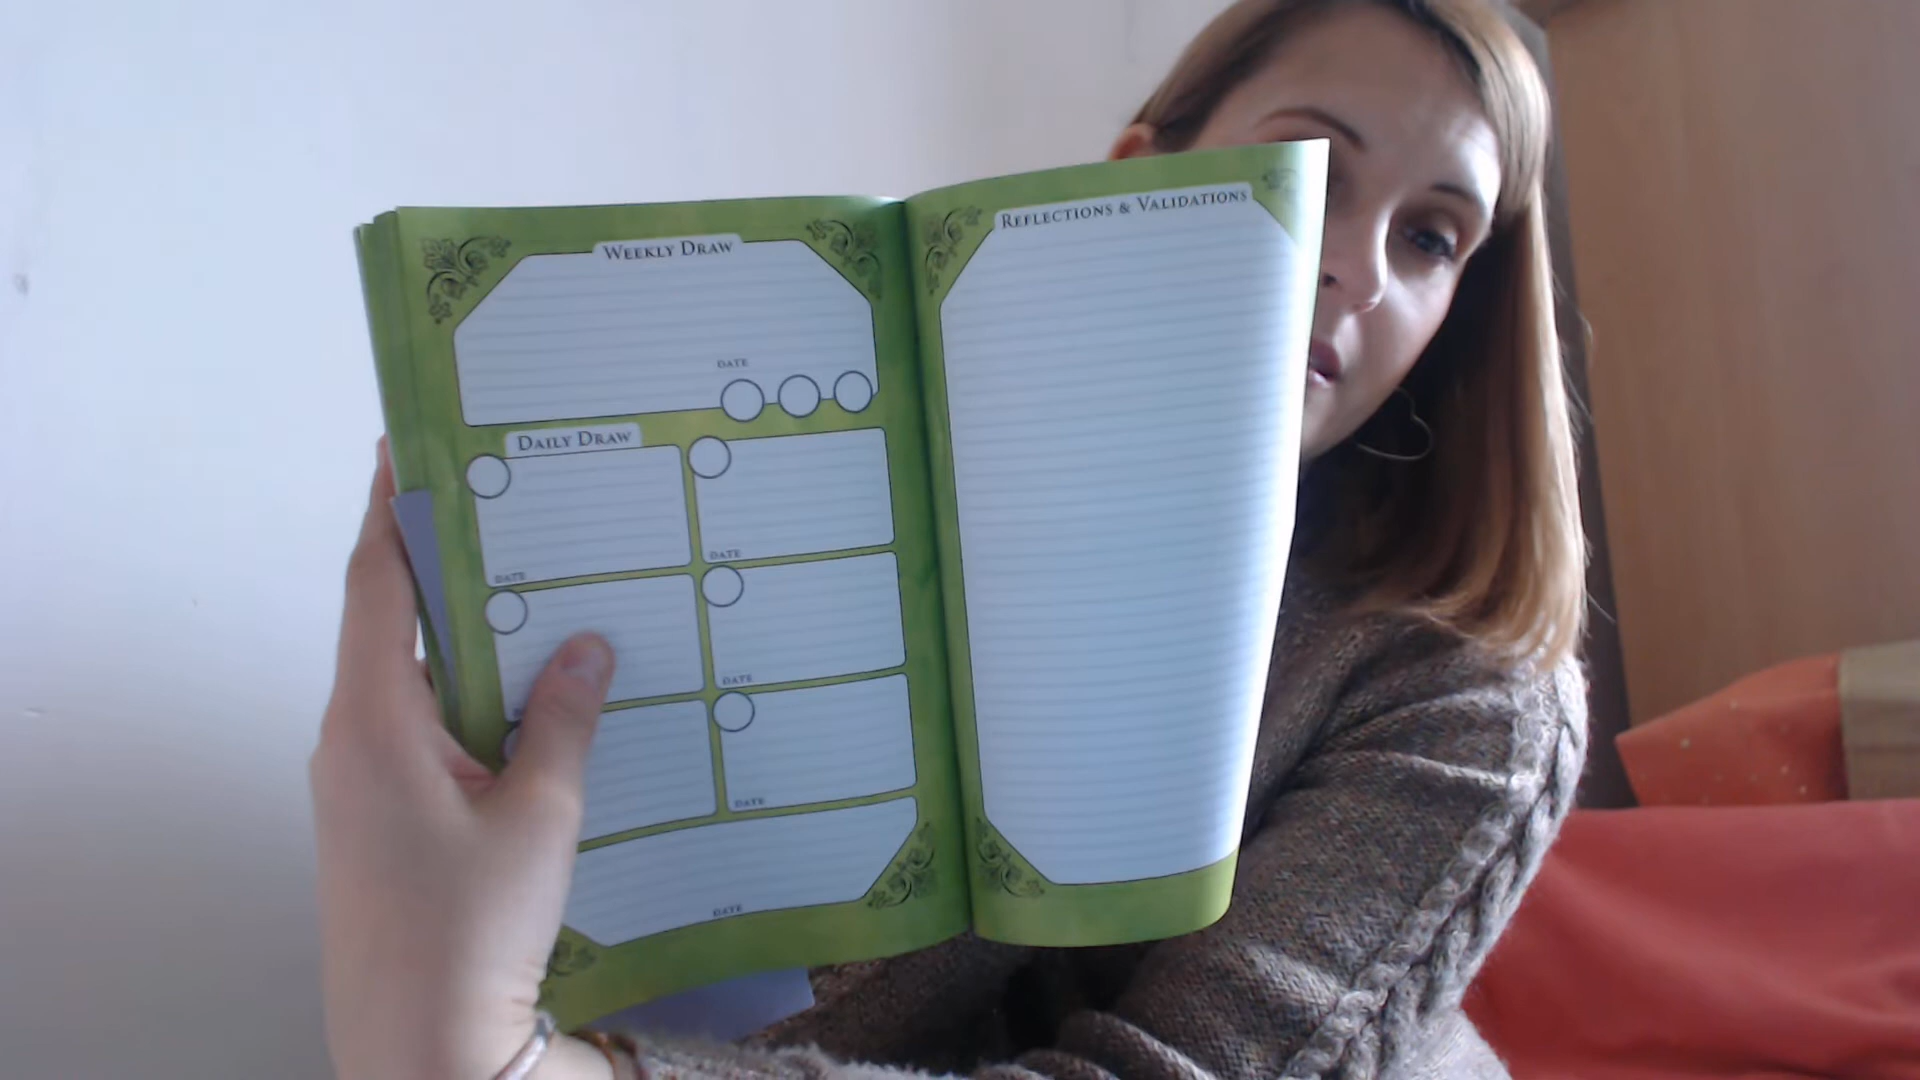 WEEKLY DRAW
DATE
DAILY DRAW
DATE
DATE
DATE
DATE
DATE
REFLECTIONS & VALIDATIONS